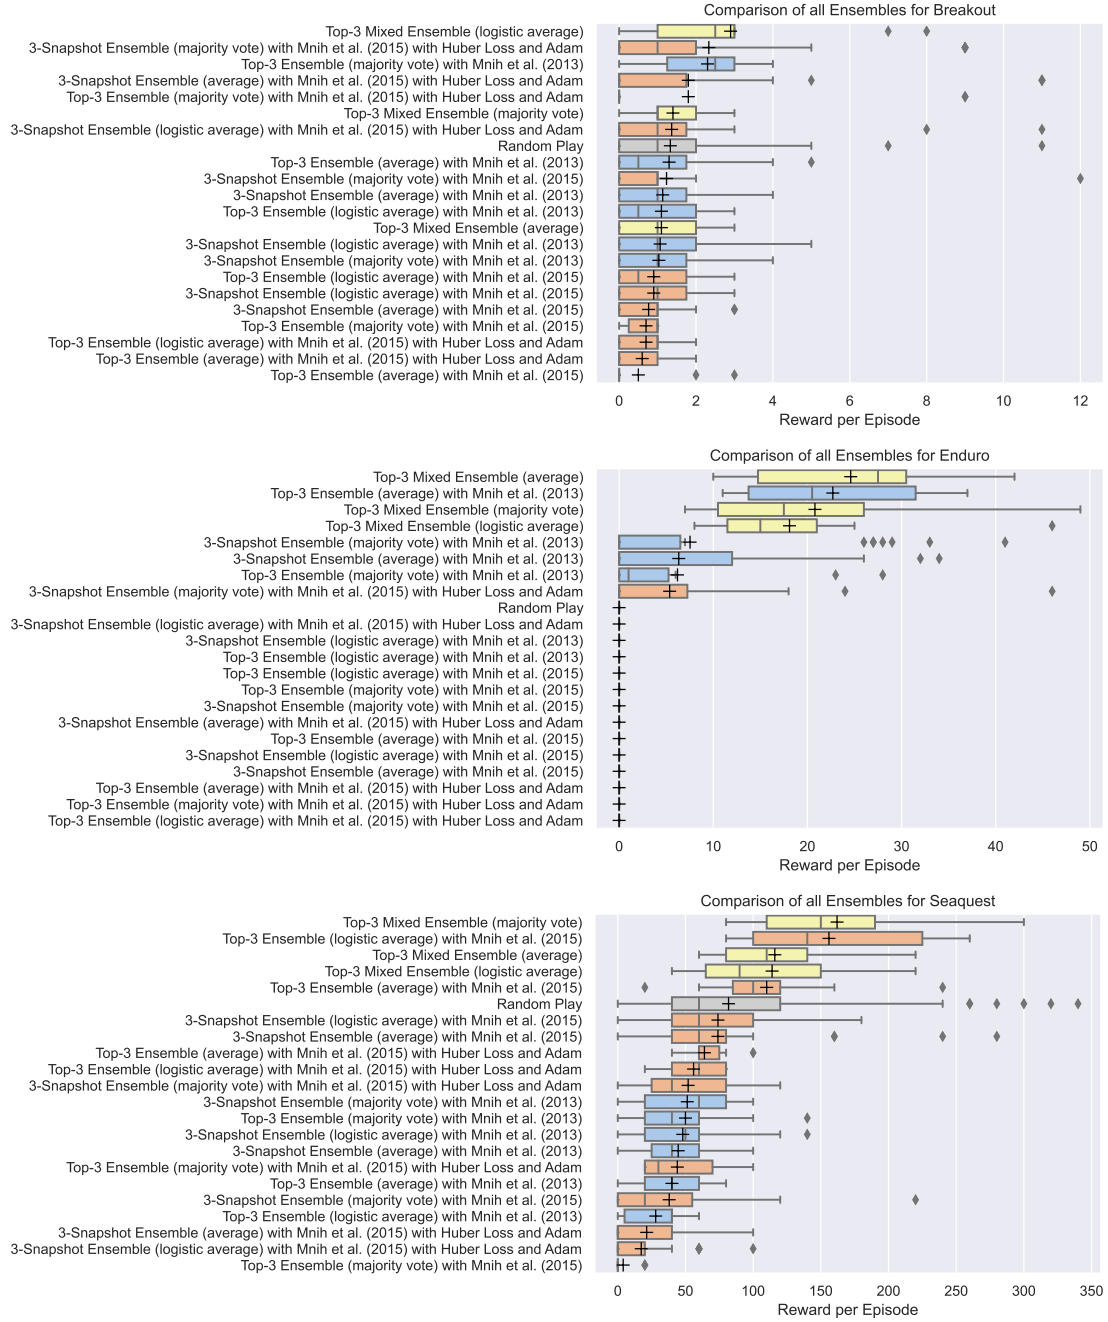 Comparison of all Ensembles for Breakout
Top-3 Mixed Ensemble (logistic average)
3-Snapshot Ensemble (majority vote) with Mnih et al. (2015) with Huber Loss and Adam
Top-3 Ensemble (majority vote) with Mnih et al. (2013)
3-Snapshot Ensemble (average) with Mnih et al. (2015) with Huber Loss and Adam
Top-3 Ensemble (majority vote) with Mnih et al. (2015) with Huber Loss and Adam
Top-3 Mixed Ensemble (majority vote)
3-Snapshot Ensemble (logistic average) with Mnih et al. (2015) with Huber Loss and Adam
Random Play
Top-3 Ensemble (average) with Mnih et al. (2013)
3-Snapshot Ensemble (majority vote) with Mnih et al. (2015)
3-Snapshot Ensemble (average) with Mnih et al. (2013)
Top-3 Ensemble (logistic average) with Mnih et al. (2013)
Top-3 Mixed Ensemble (average)
3-Snapshot Ensemble (logistic average) with Mnih et al. (2013)
3-Snapshot Ensemble (majority vote) with Mnih et al. (2013)
Top-3 Ensemble (logistic average) with Mnih et al. (2015)
3-Snapshot Ensemble (logistic average) with Mnih et al. (2015)
3-Snapshot Ensemble (average) with Mnih et al. (2015)
Top-3 Ensemble (majority vote) with Mnih et al. (2015)
Top-3 Ensemble (logistic average) with Mnih et al. (2015) with Huber Loss and Adam
Top-3 Ensemble (average) with Mnih et al. (2015) with Huber Loss and Adam
Top-3 Ensemble (average) with Mnih et al. (2015)
0 2 4 6 8 10 12
Reward per Episode
Comparison of all Ensembles for Enduro
Top-3 Mixed Ensemble (average)
Top-3 Ensemble (average) with Mnih et al. (2013)
Top-3 Mixed Ensemble (majority vote)
Top-3 Mixed Ensemble (logistic average)
3-Snapshot Ensemble (majority vote) with Mnih et al. (2013)
3-Snapshot Ensemble (average) with Mnih et al. (2013)
Top-3 Ensemble (majority vote) with Mnih et al. (2013)
3-Snapshot Ensemble (majority vote) with Mnih et al. (2015) with Huber Loss and Adam
Random Play
3-Snapshot Ensemble (logistic average) with Mnih et al. (2015) with Huber Loss and Adam
3-Snapshot Ensemble (logistic average) with Mnih et al. (2013)
Top-3 Ensemble (logistic average) with Mnih et al. (2013)
Top-3 Ensemble (logistic average) with Mnih et al. (2015)
Top-3 Ensemble (majority vote) with Mnih et al. (2015)
3-Snapshot Ensemble (majority vote) with Mnih et al. (2015)
3-Snapshot Ensemble (average) with Mnih et al. (2015) with Huber Loss and Adam
Top-3 Ensemble (average) with Mnih et al. (2015)
3-Snapshot Ensemble (logistic average) with Mnih et al. (2015)
3-Snapshot Ensemble (average) with Mnih et al. (2015)
Top-3 Ensemble (average) with Mnih et al. (2015) with Huber Loss and Adam
Top-3 Ensemble (majority vote) with Mnih et al. (2015) with Huber Loss and Adam
Top-3 Ensemble (logistic average) with Mnih et al. (2015) with Huber Loss and Adam
0 10 20 30 40 50
Reward per Episode
Comparison of all Ensembles for Seaquest
Top-3 Mixed Ensemble (majority vote)
Top-3 Ensemble (logistic average) with Mnih et al. (2015)
Top-3 Mixed Ensemble (average)
Top-3 Mixed Ensemble (logistic average)
Top-3 Ensemble (average) with Mnih et al. (2015)
Random Play
3-Snapshot Ensemble (logistic average) with Mnih et al. (2015)
3-Snapshot Ensemble (average) with Mnih et al. (2015)
Top-3 Ensemble (average) with Mnih et al. (2015) with Huber Loss and Adam
Top-3 Ensemble (logistic average) with Mnih et al. (2015) with Huber Loss and Adam
3-Snapshot Ensemble (majority vote) with Mnih et al. (2015) with Huber Loss and Adam
3-Snapshot Ensemble (majority vote) with Mnih et al. (2013)
Top-3 Ensemble (majority vote) with Mnih et al. (2013)
3-Snapshot Ensemble (logistic average) with Mnih et al. (2013)
3-Snapshot Ensemble (average) with Mnih et al. (2013)
Top-3 Ensemble (majority vote) with Mnih et al. (2015) with Huber Loss and Adam
Top-3 Ensemble (average) with Mnih et al. (2013)
3-Snapshot Ensemble (majority vote) with Mnih et al. (2015)
Top-3 Ensemble (logistic average) with Mnih et al. (2013)
3-Snapshot Ensemble (average) with Mnih et al. (2015) with Huber Loss and Adam
3-Snapshot Ensemble (logistic average) with Mnih et al. (2015) with Huber Loss and Adam
Top-3 Ensemble (majority vote) with Mnih et al. (2015)
0 50 100 150 200 250 300 350
Reward per Episode